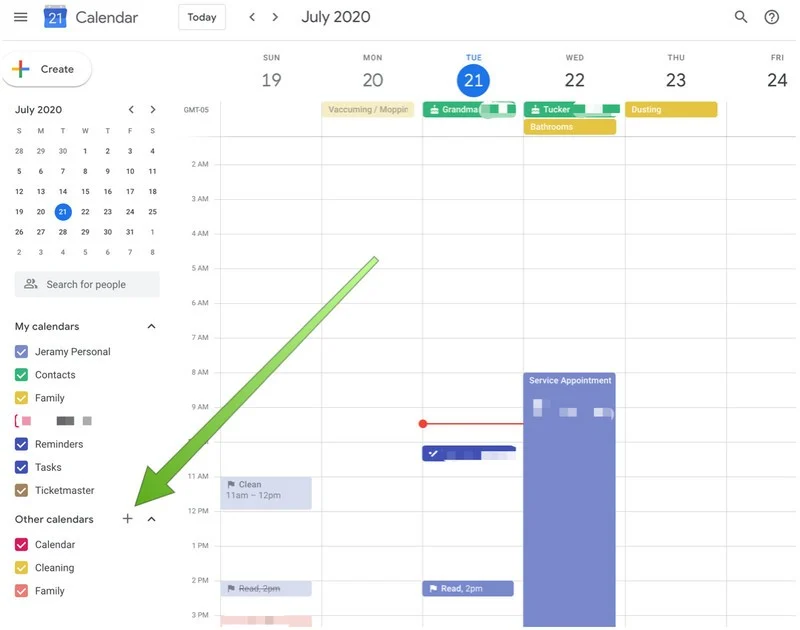 21 Calendar Today July 2020
Create
July 2020
S M T W T F S
28 29 30 1 2 3 4
5 6 7 8 9 10 11
12 13 14 15 16 17 18
19 20 21 22 23 24 25
26 27 28 29 30 31 1
2 3 4 5 6 7 8
Search for people
My calendars
Jeramy Personal
Contacts
Family
Reminders
Tasks
Ticketmaster
Other calendars
Calendar
Cleaning
Family
SUN MON TUE WED THU FRI
19 20 21 22 23 24
GMT-05 Vaccuming / Moppin Grandma Tucker Dusting
Bathrooms
2 AM
3 AM
4 AM
5 AM
6 AM
7 AM
8 AM
Service Appointment
9 AM
11 AM
Clean
11am – 12pm
12 PM
1 PM
2 PM
Read, 2pm
Read, 2pm
3 PM